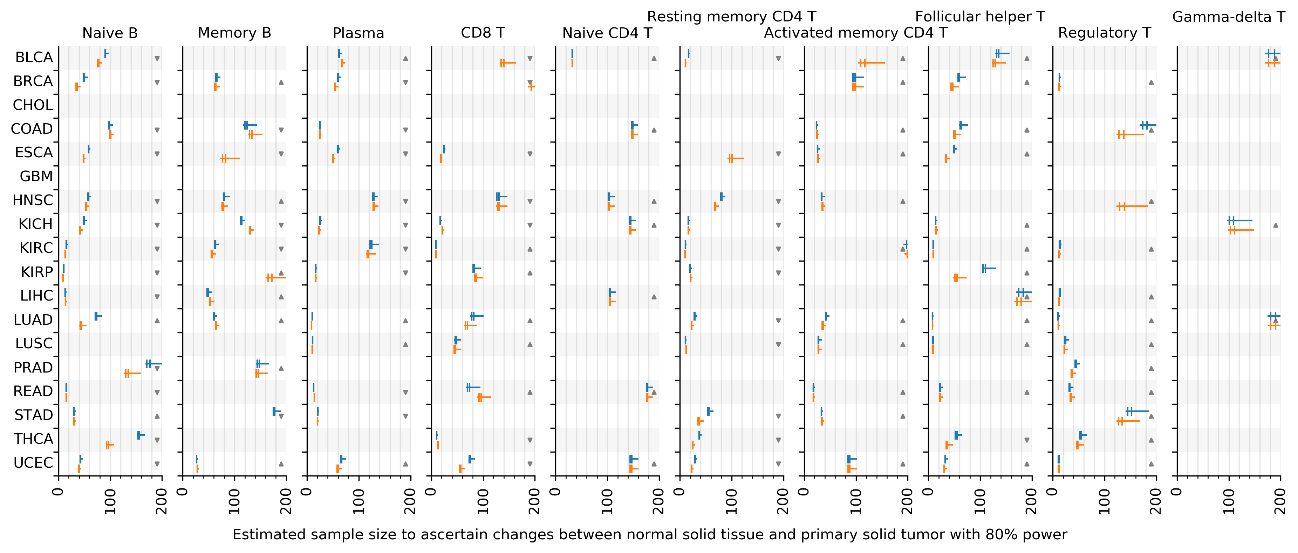 Resting memory CD4 T Follicular helper T Gamma-delta T
Naive B Memory B Plasma CD8 T Naive CD4 T Activated memory CD4 T Regulatory T
BLCA
BRCA
CHOL
COAD
ESCA
GBM
HNSC
KICH
KIRC
KIRP
LIHC
LUAD
LUSC
PRAD
READ
STAD
THCA
UCEC
0 100 200 0 100 200 0 100 200 0 100 200 0 100 200 0 100 200 0 100 200 0 100 200 0 100 200 0 100 200
Estimated sample size to ascertain changes between normal solid tissue and primary solid tumor with 80% power